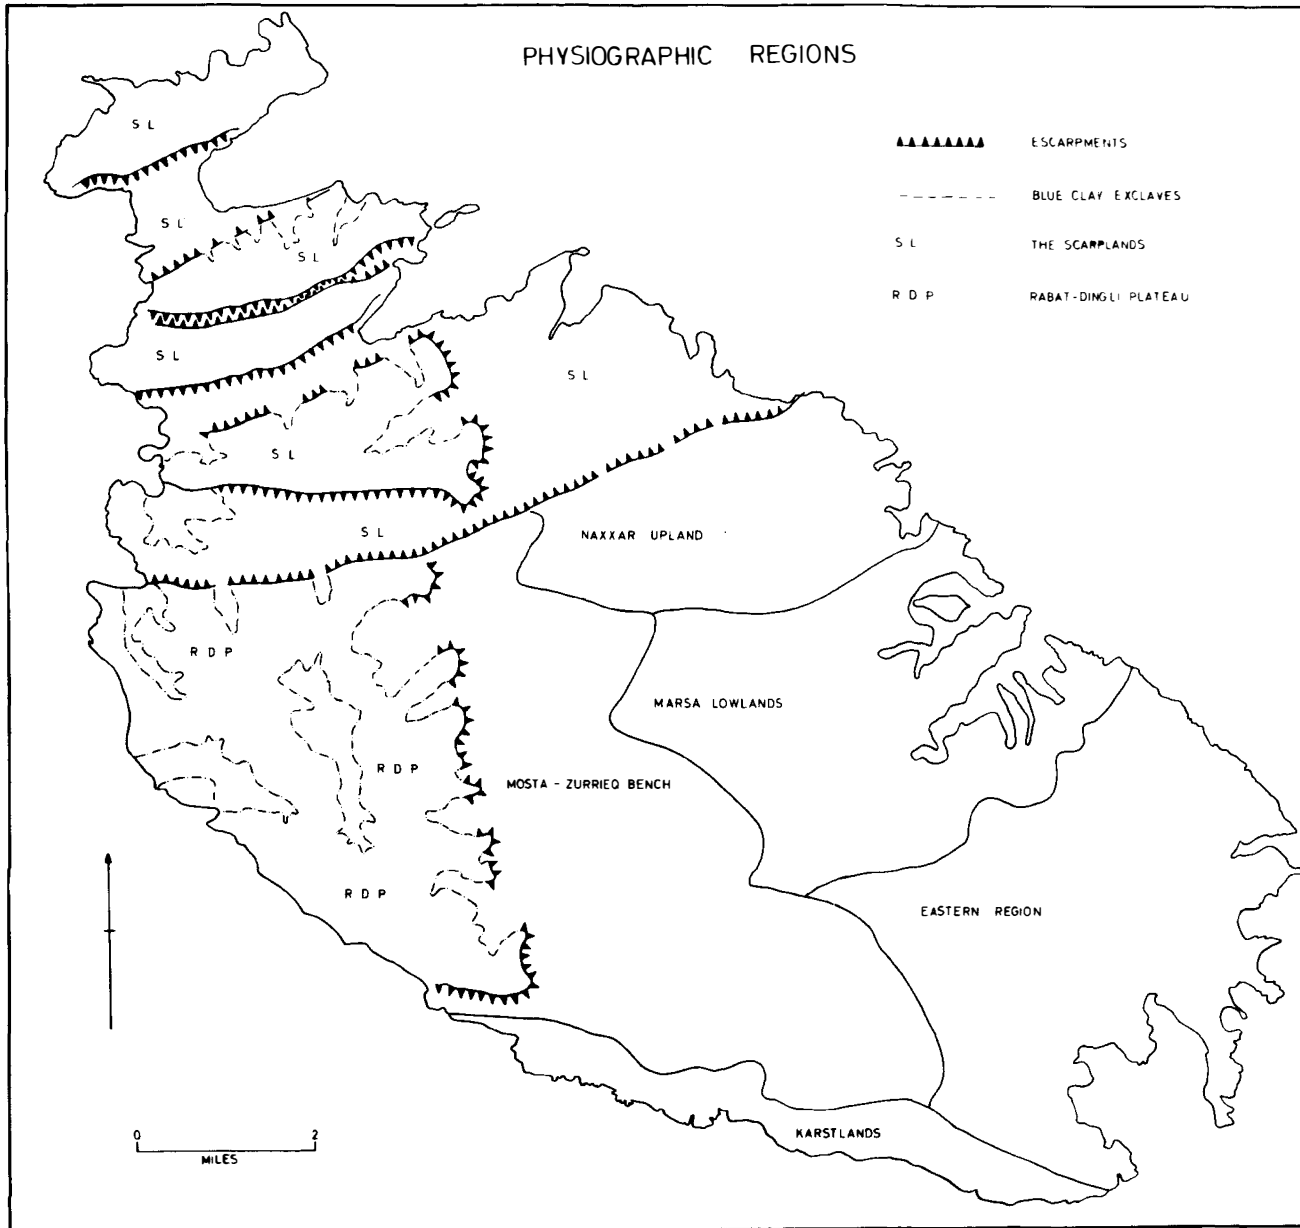 PHYSIOGRAPHIC REGIONS
ESCARPMENTS
BLUE CLAY EXCLAVES
S L THE SCARPLANDS
R D P RABAT-DINGLI PLATEAU
S L
S L
S L
S L
S L
S L
S L
NAXXAR UPLAND
R D P
MARSA LOWLANDS
R D P
MOSTA - ZURRIEQ BENCH
R D P
EASTERN REGION
KARSTLANDS
0 2
MILES